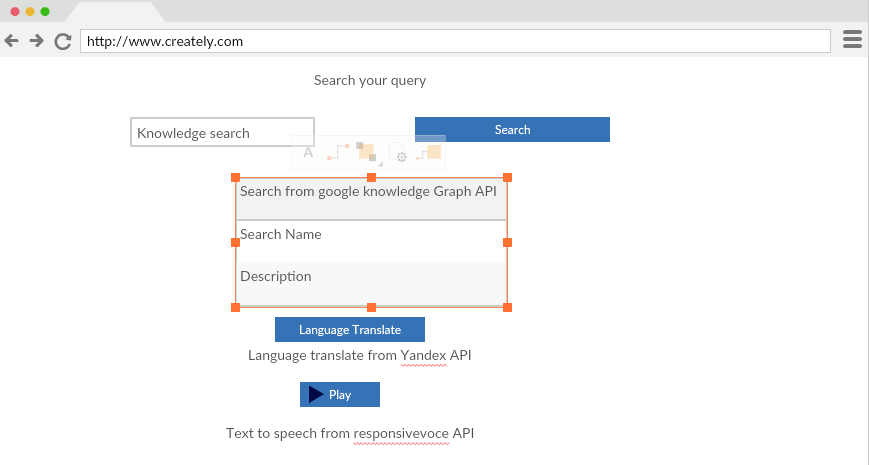 http://www.creately.com
Search your query
Knowledge search
Search
A
Search from google knowledge Graph API
Search Name
Description
Language Translate
Language translate from Yandex API
Play
Text to speech from responsivevoce API